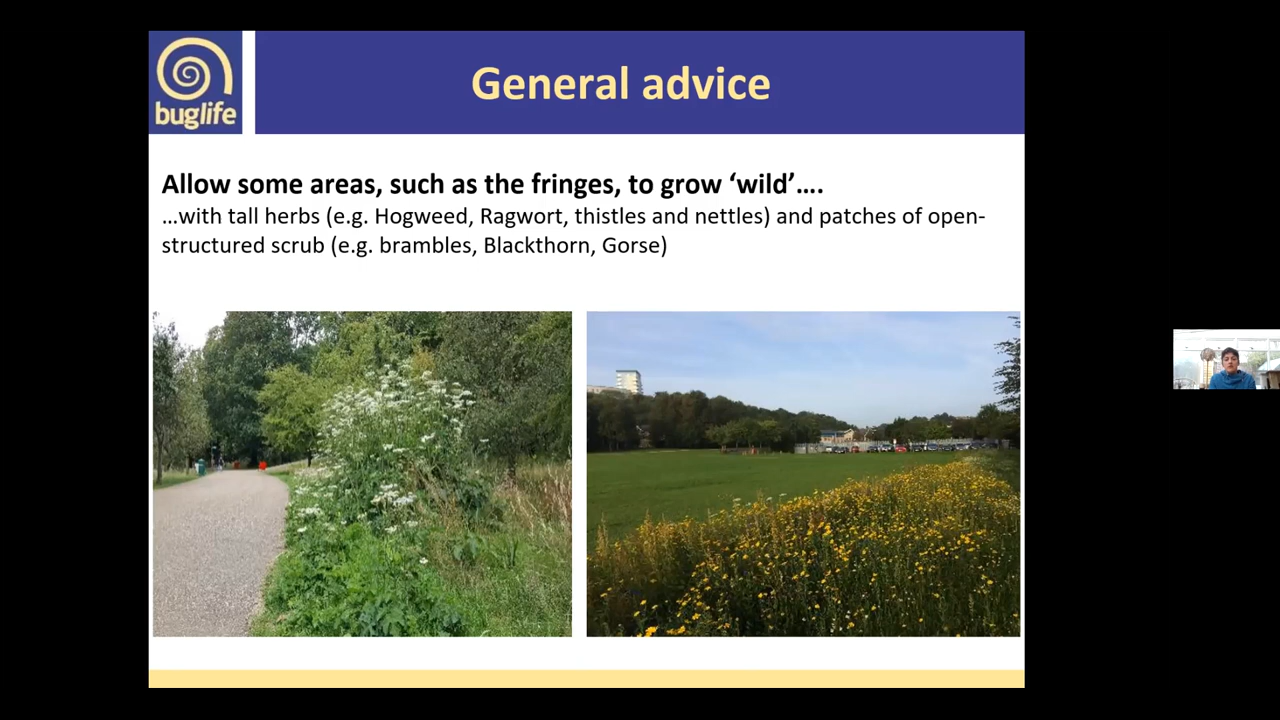 buglife
General advice
Allow some areas, such as the fringes, to grow ‘wild’….
…with tall herbs (e.g. Hogweed, Ragwort, thistles and nettles) and patches of open-
structured scrub (e.g. brambles, Blackthorn, Gorse)